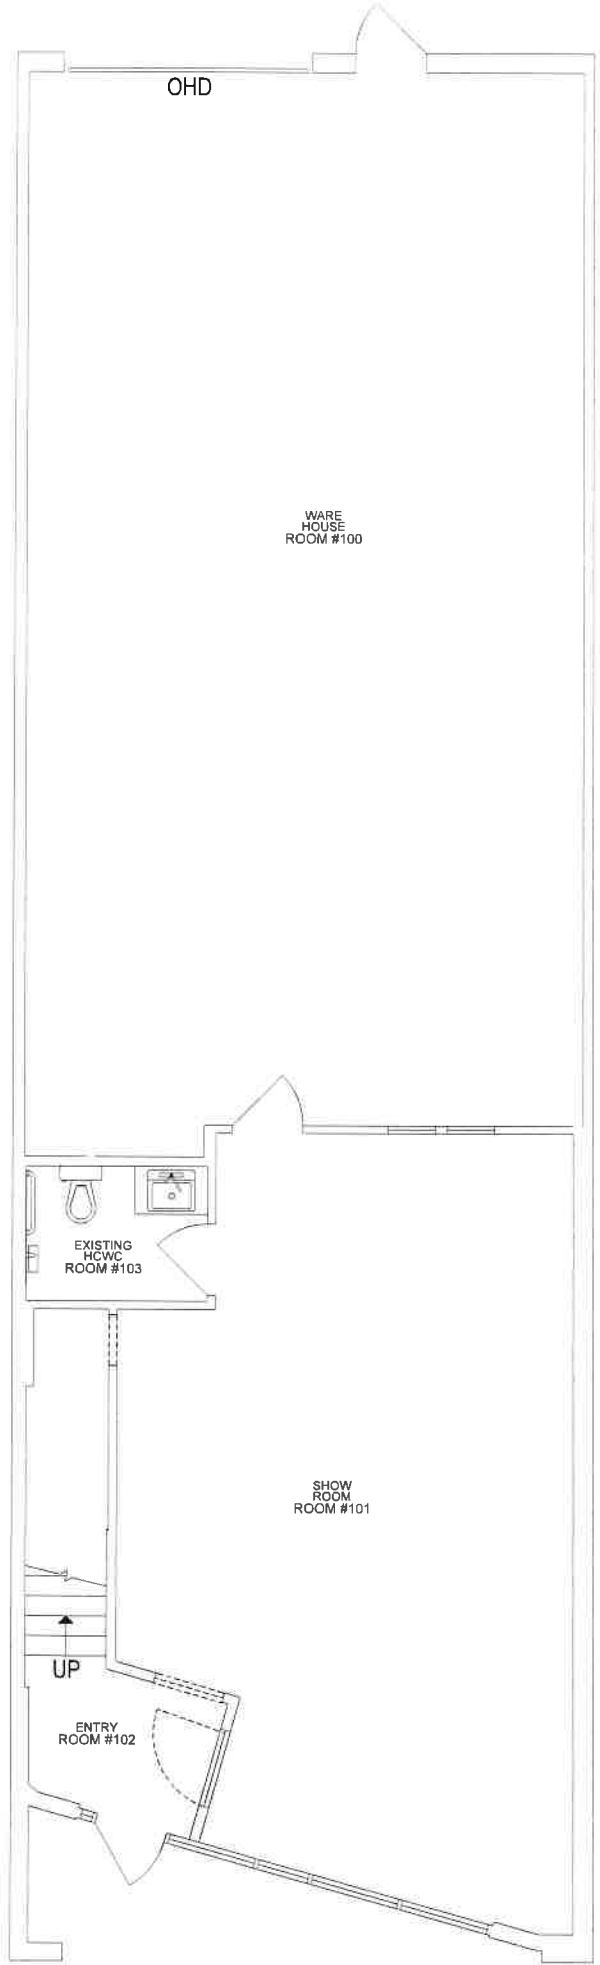 OHD
WARE
HOUSE
ROOM #100
EXISTING
HCWC
ROOM #103
SHOW
ROOM
ROOM #101
UP
ENTRY
ROOM #102